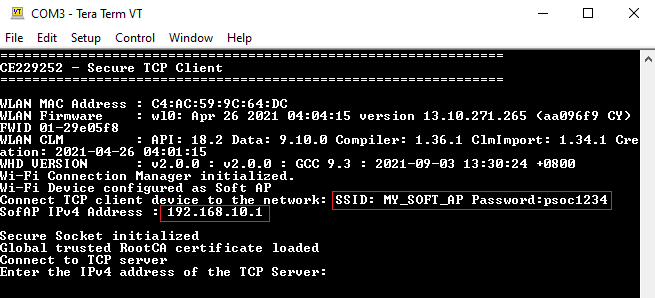 VT COM3 - Tera Term VT
File Edit Setup Control Window Help
================================================================
CE229252 - Secure TCP Client
================================================================
WLAN MAC Address : C4:AC:59:9C:64:DC
WLAN Firmware : wl0: Apr 26 2021 04:04:15 version 13.10.271.265 (aa096f9 CY)
FWID 01-29e05f8
WLAN CLM : API: 18.2 Data: 9.10.0 Compiler: 1.36.1 ClmImport: 1.34.1 Cre
ation: 2021-04-26 04:01:15
WHD VERSION : v2.0.0 : v2.0.0 : GCC 9.3 : 2021-09-03 13:30:24 +0800
Wi-Fi Connection Manager initialized.
Wi-Fi Device configured as Soft AP
Connect TCP client device to the network: SSID: MY_SOFT_AP Password:psoc1234
SofAP IPv4 Address : 192.168.10.1
Secure Socket initialized
Global trusted RootCA certificate loaded
Connect to TCP server
Enter the IPv4 address of the TCP Server: